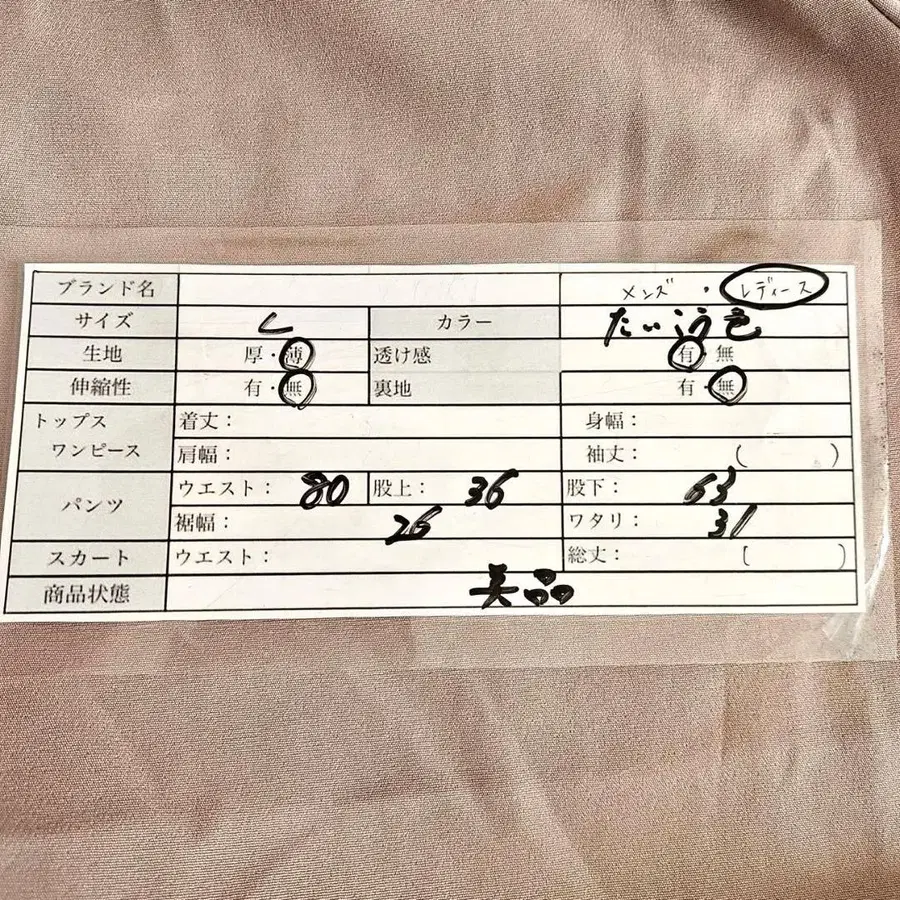 ブランド名 メンズ ・ レディース
サイズ L カラー たいこう色
生地 厚・薄 透け感 有・無
伸縮性 有・無 裏地 有・無
トップス 着丈： 身幅：
ワンピース 肩幅： 袖丈： ( )
パンツ ウエスト： 80 股上： 36 股下： 63
裾幅： 26 ワタリ： 31
スカート ウエスト： 総丈： ( )
商品状態 美品